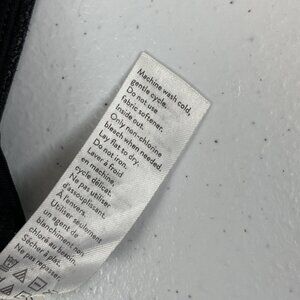 Machine wash cold,
gentle cycle.
Do not use
fabric softener.
Inside out.
Only non-chlorine
bleach when needed.
Lay flat to dry.
Do not iron.
Laver à froid
en machine,
cycle délicat.
Ne pas utiliser
d'assouplissant.
À l'envers.
Utiliser seulement
un agent de
blanchiment non
chloré au besoin.
Sécher à plat.
Ne pas repasser.